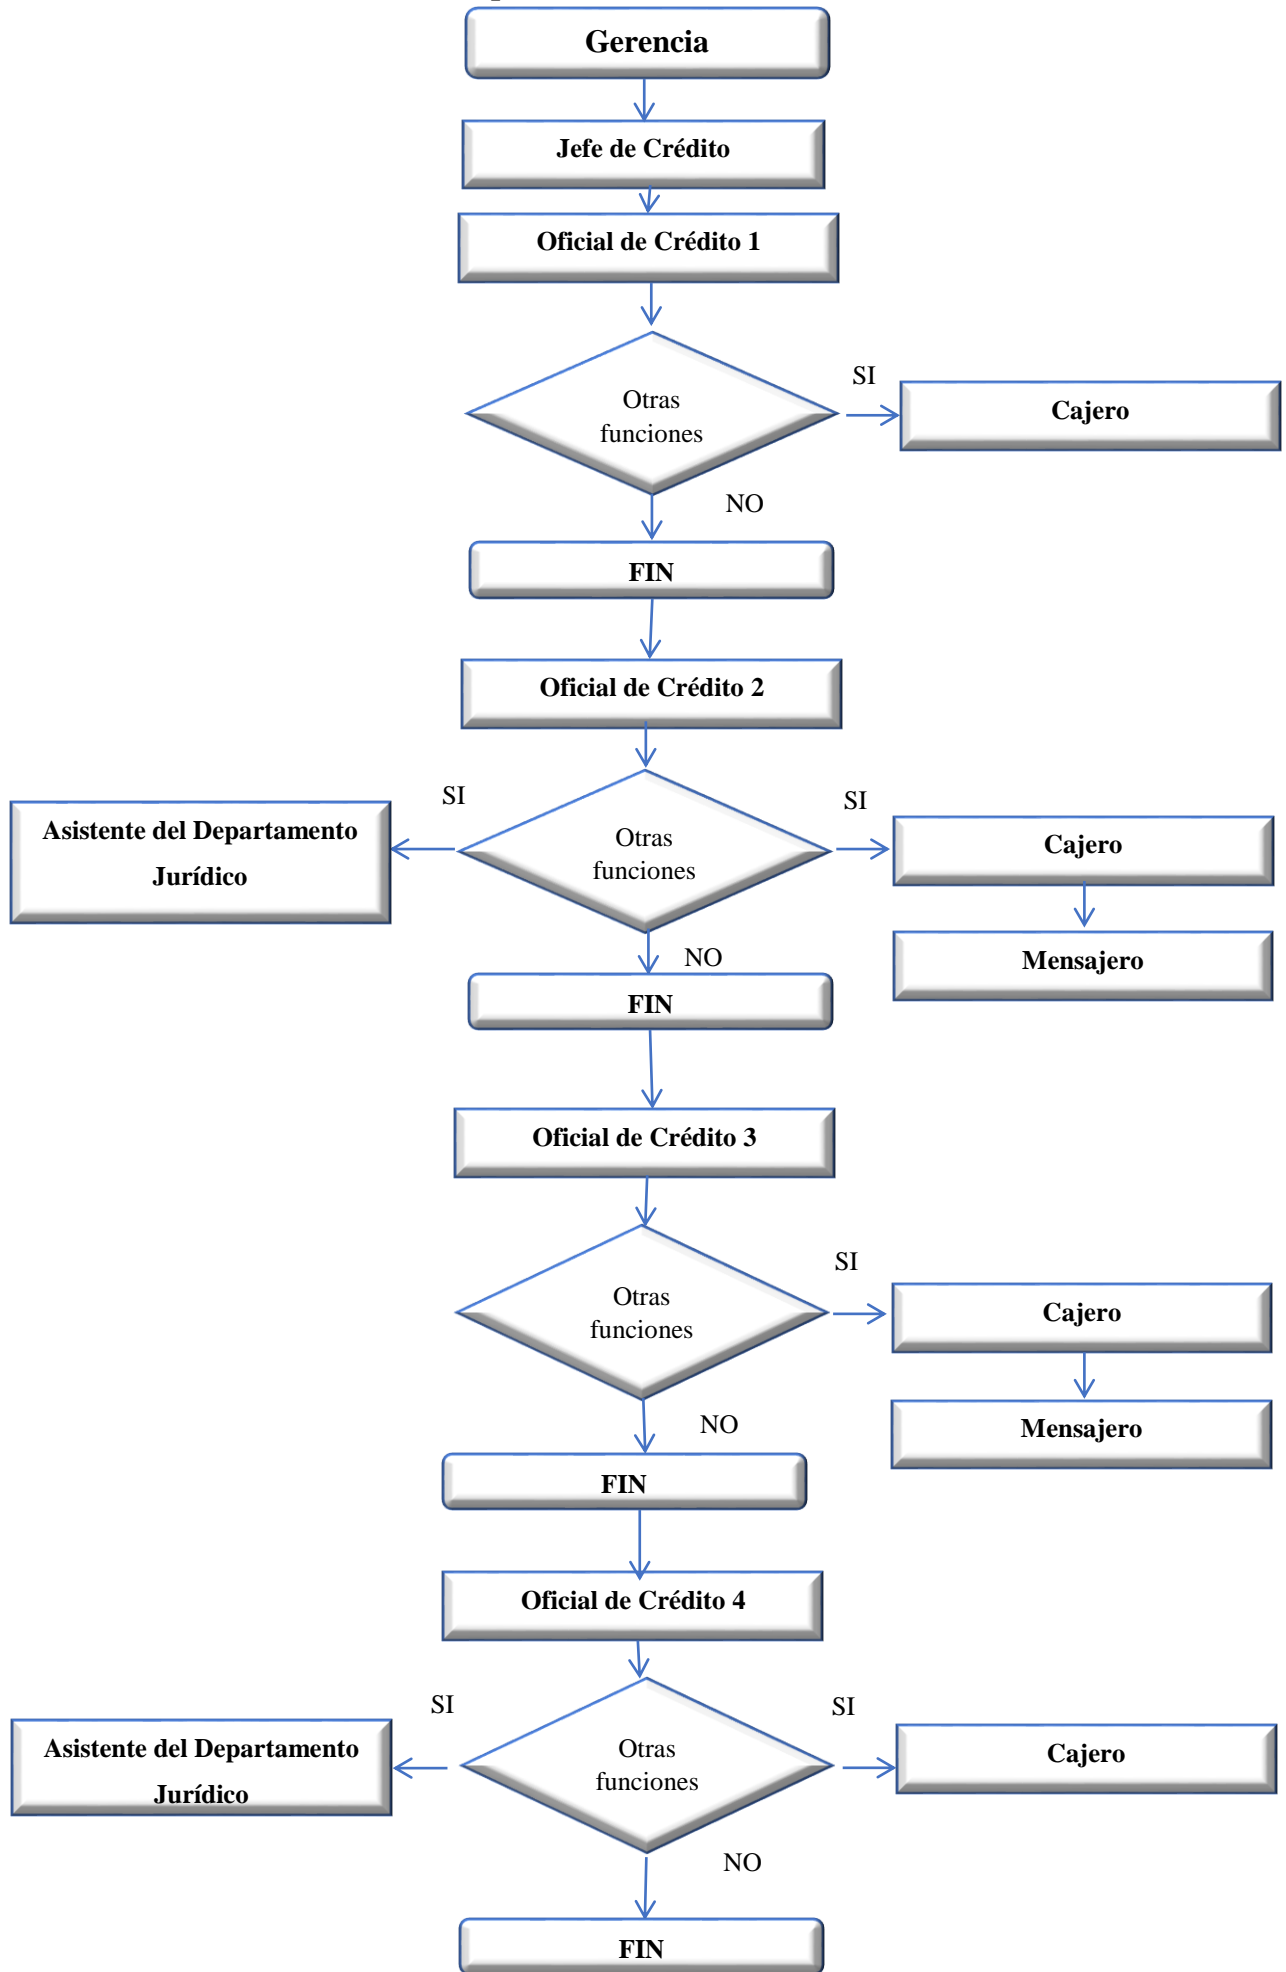 Gerencia
Jefe de Crédito
Oficial de Crédito 1
Otras
funciones
SI
Cajero
NO
FIN
Oficial de Crédito 2
SI
SI
Asistente del Departamento
Jurídico
Otras
funciones
Cajero
Mensajero
NO
FIN
Oficial de Crédito 3
SI
Otras
funciones
Cajero
Mensajero
NO
FIN
Oficial de Crédito 4
SI
SI
Asistente del Departamento
Jurídico
Otras
funciones
Cajero
NO
FIN